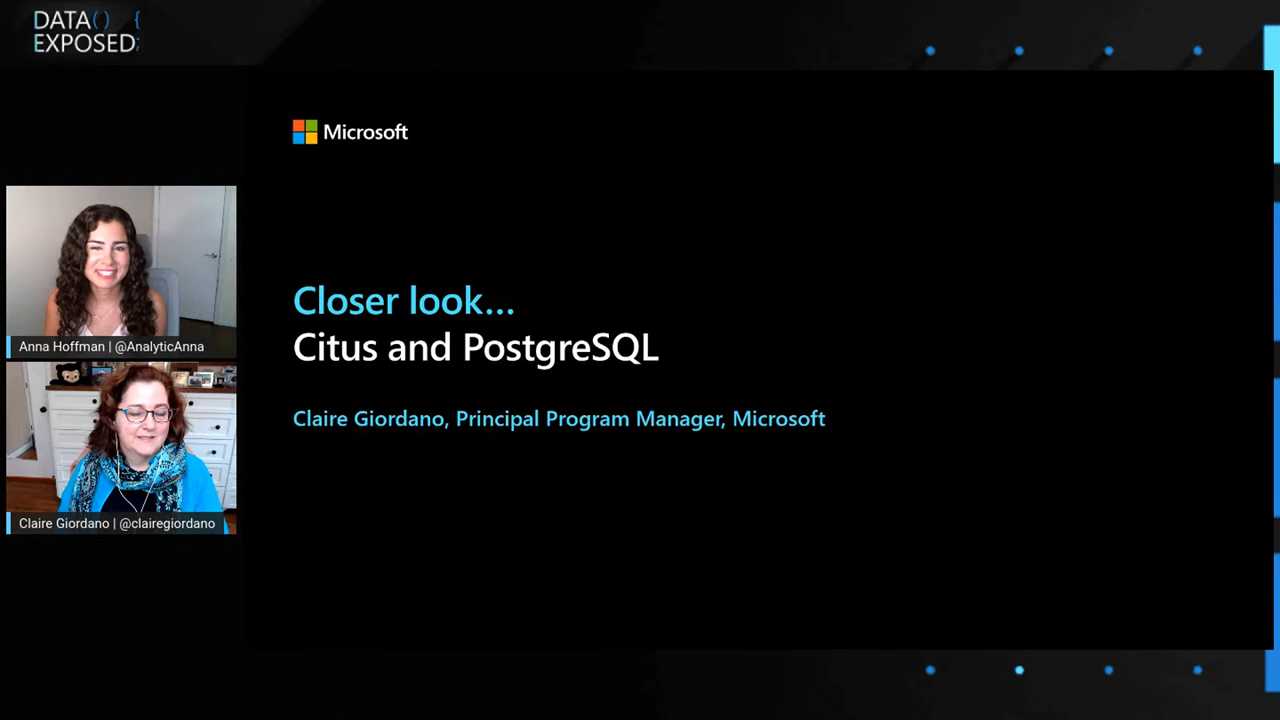 DATA() {
EXPOSED;
Microsoft
Closer look...
Citus and PostgreSQL
Claire Giordano, Principal Program Manager, Microsoft
Anna Hoffman | @AnalyticAnna
Claire Giordano | @clairegiordano